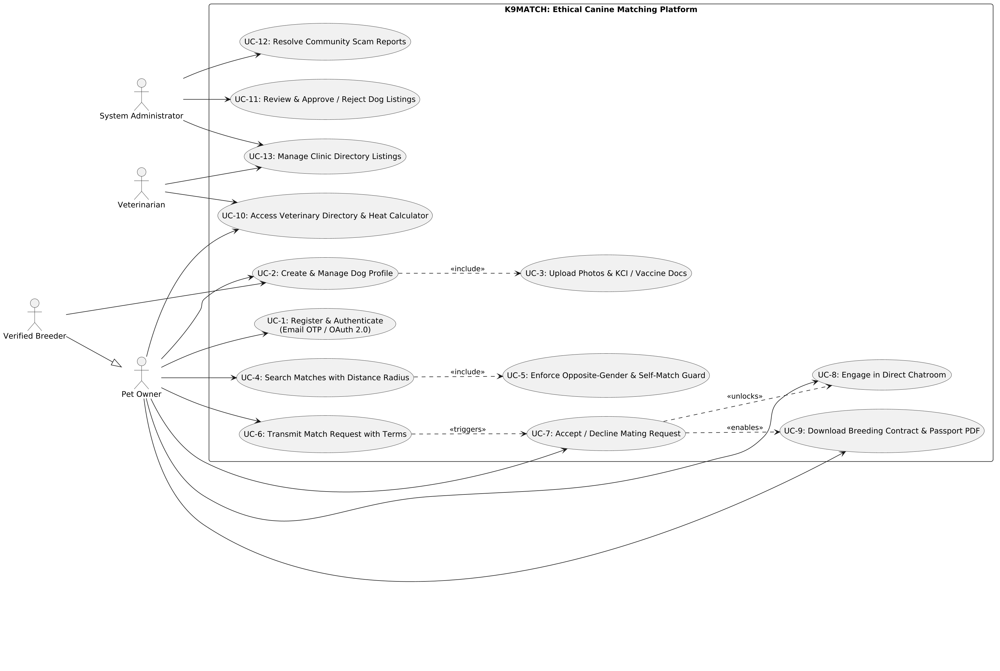 K9MATCH: Ethical Canine Matching Platform
UC-12: Resolve Community Scam Reports
UC-11: Review & Approve / Reject Dog Listings
System Administrator
UC-13: Manage Clinic Directory Listings
Veterinarian
UC-10: Access Veterinary Directory & Heat Calculator
UC-2: Create & Manage Dog Profile
«include»
UC-3: Upload Photos & KCI / Vaccine Docs
Verified Breeder
UC-1: Register & Authenticate
(Email OTP / OAuth 2.0)
Pet Owner
UC-4: Search Matches with Distance Radius
«include»
UC-5: Enforce Opposite-Gender & Self-Match Guard
UC-8: Engage in Direct Chatroom
«unlocks»
UC-6: Transmit Match Request with Terms
«triggers»
UC-7: Accept / Decline Mating Request
«enables»
UC-9: Download Breeding Contract & Passport PDF